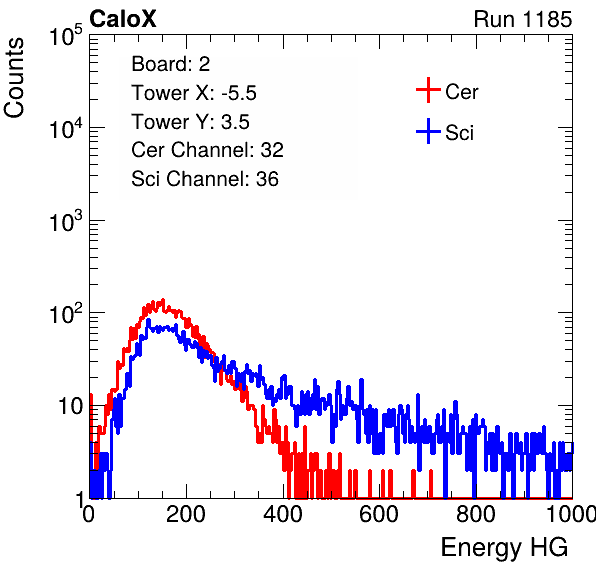 CaloX
Run 1185
Counts
10^5
10^4
10^3
10^2
10
1
Board: 2
Tower X: -5.5
Tower Y: 3.5
Cer Channel: 32
Sci Channel: 36
Cer
Sci
0 200 400 600 800 1000
Energy HG